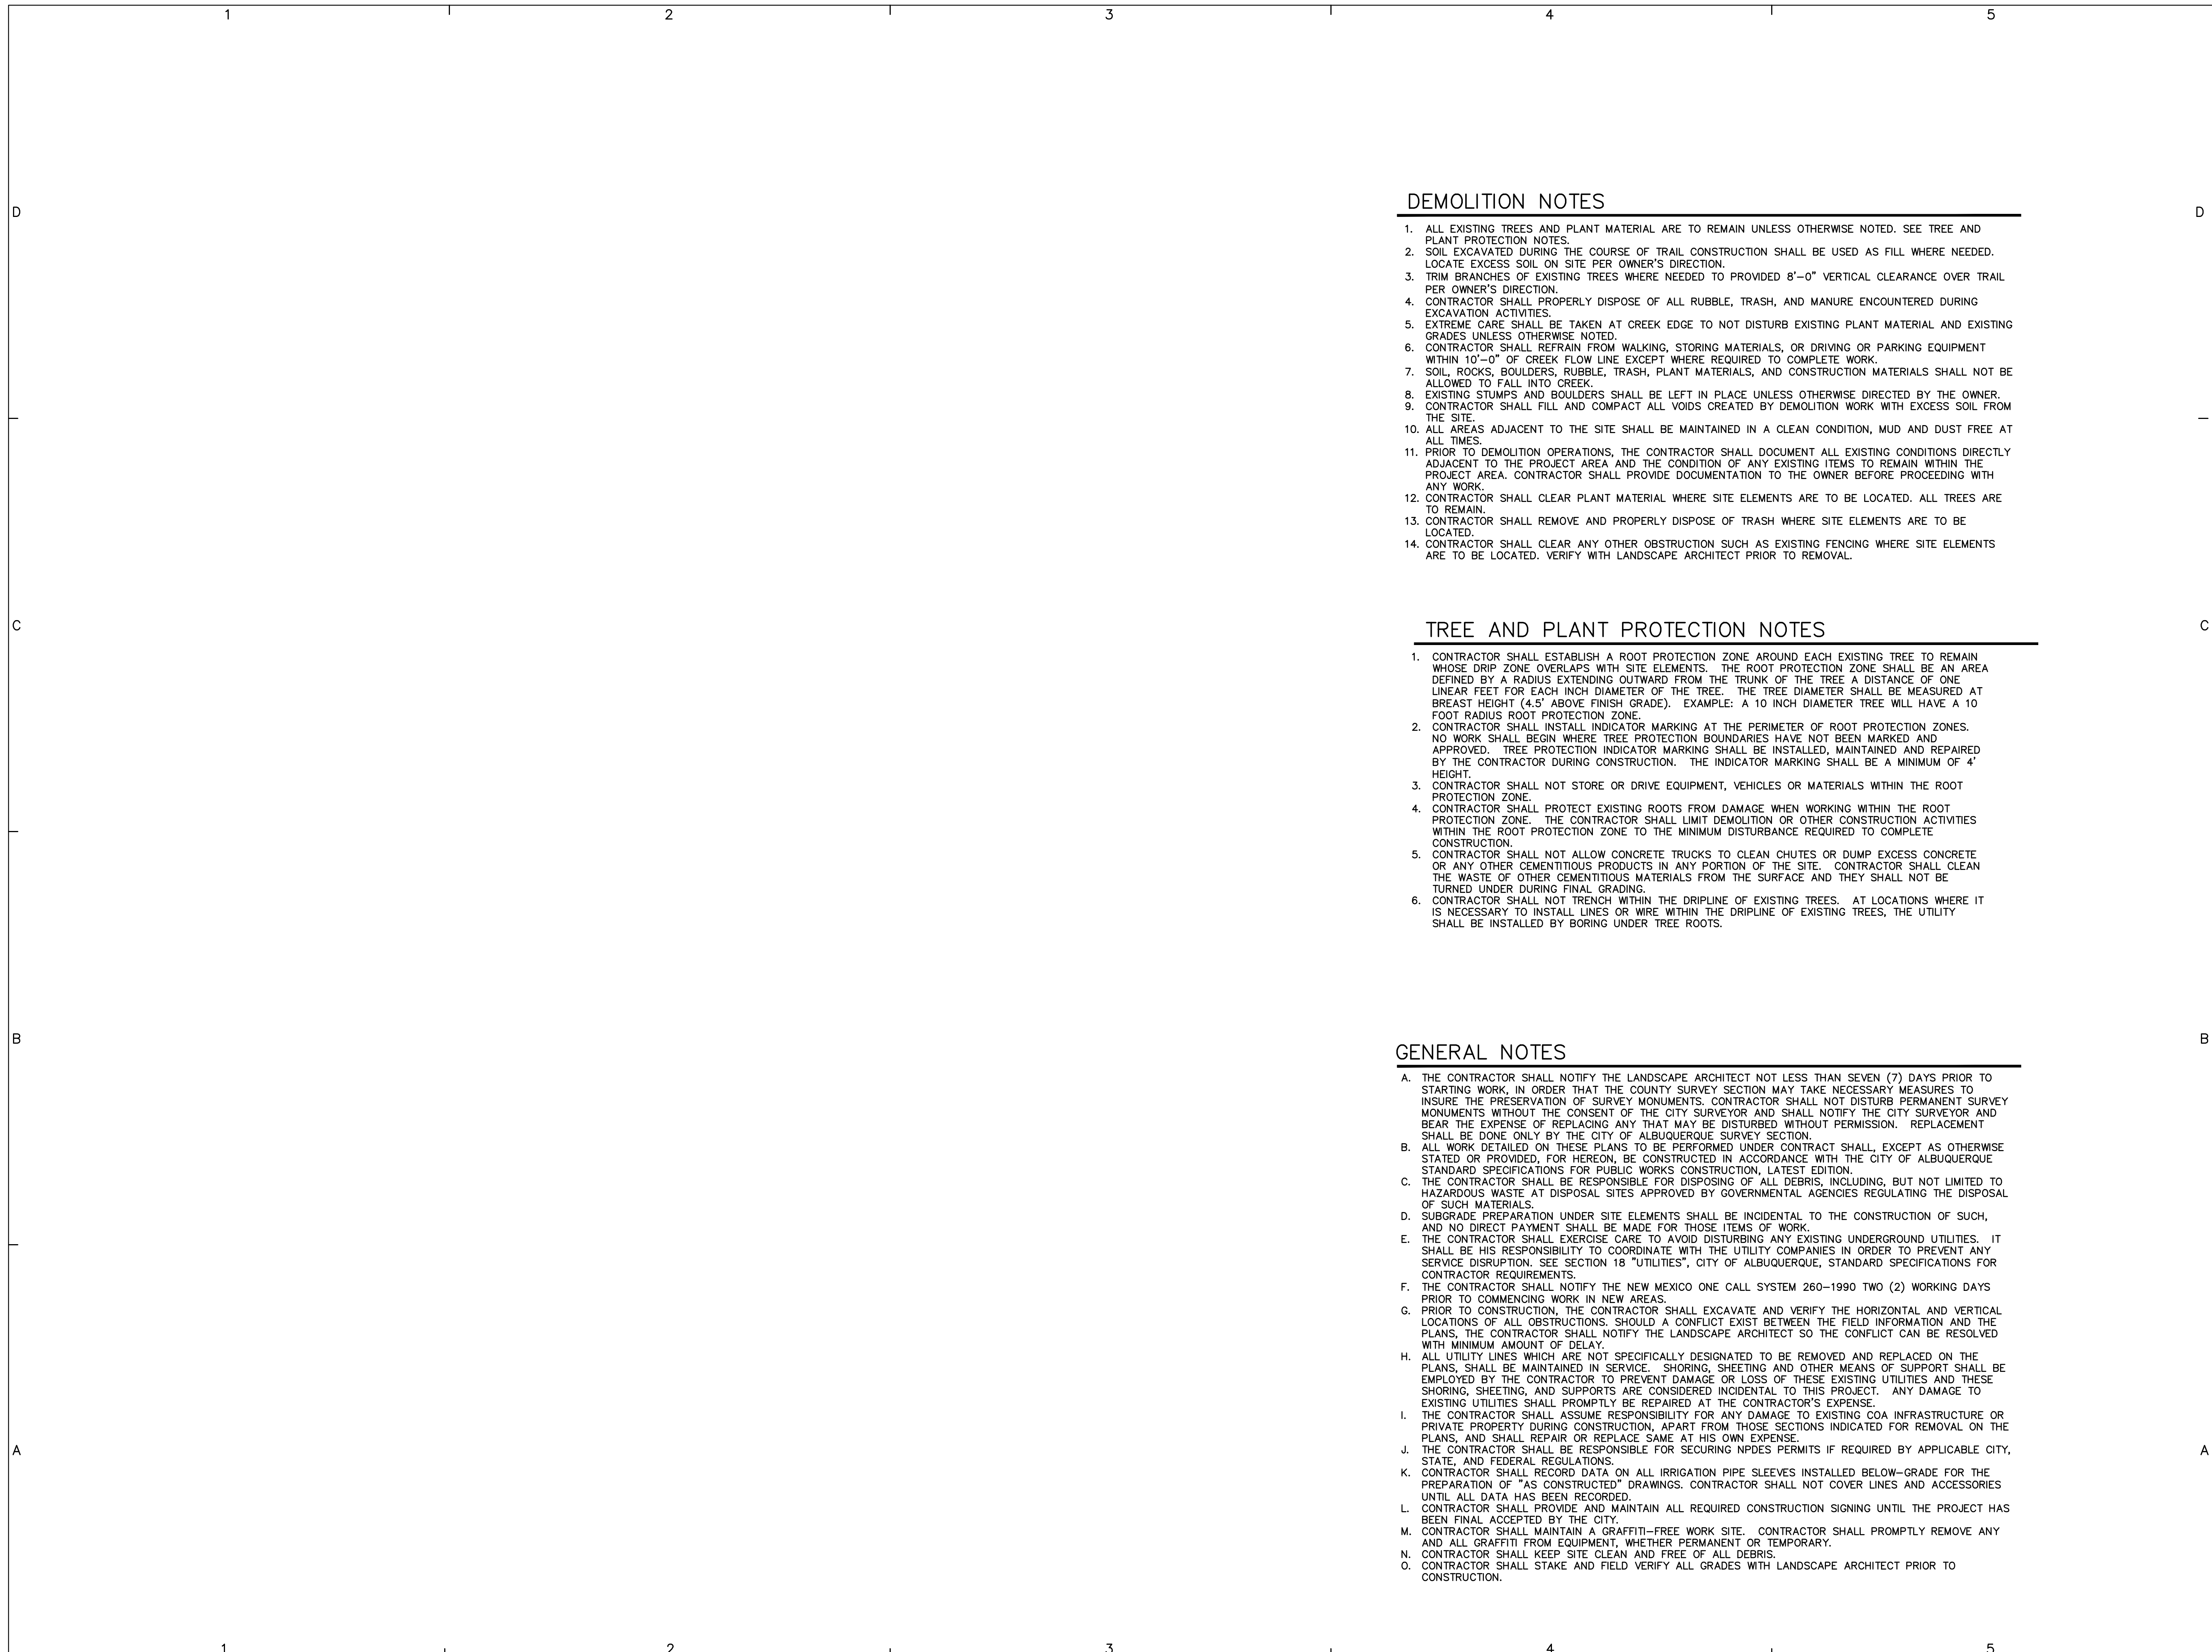 1 2 3 4 5
D D
DEMOLITION NOTES
1. ALL EXISTING TREES AND PLANT MATERIAL ARE TO REMAIN UNLESS OTHERWISE NOTED. SEE TREE AND
PLANT PROTECTION NOTES.
2. SOIL EXCAVATED DURING THE COURSE OF TRAIL CONSTRUCTION SHALL BE USED AS FILL WHERE NEEDED.
LOCATE EXCESS SOIL ON SITE PER OWNER'S DIRECTION.
3. TRIM BRANCHES OF EXISTING TREES WHERE NEEDED TO PROVIDED 8'-0" VERTICAL CLEARANCE OVER TRAIL
PER OWNER'S DIRECTION.
4. CONTRACTOR SHALL PROPERLY DISPOSE OF ALL RUBBLE, TRASH, AND MANURE ENCOUNTERED DURING
EXCAVATION ACTIVITIES.
5. EXTREME CARE SHALL BE TAKEN AT CREEK EDGE TO NOT DISTURB EXISTING PLANT MATERIAL AND EXISTING
GRADES UNLESS OTHERWISE NOTED.
6. CONTRACTOR SHALL REFRAIN FROM WALKING, STORING MATERIALS, OR DRIVING OR PARKING EQUIPMENT
WITHIN 10'-0" OF CREEK FLOW LINE EXCEPT WHERE REQUIRED TO COMPLETE WORK.
7. SOIL, ROCKS, BOULDERS, RUBBLE, TRASH, PLANT MATERIALS, AND CONSTRUCTION MATERIALS SHALL NOT BE
ALLOWED TO FALL INTO CREEK.
8. EXISTING STUMPS AND BOULDERS SHALL BE LEFT IN PLACE UNLESS OTHERWISE DIRECTED BY THE OWNER.
9. CONTRACTOR SHALL FILL AND COMPACT ALL VOIDS CREATED BY DEMOLITION WORK WITH EXCESS SOIL FROM
THE SITE.
10. ALL AREAS ADJACENT TO THE SITE SHALL BE MAINTAINED IN A CLEAN CONDITION, MUD AND DUST FREE AT
ALL TIMES.
11. PRIOR TO DEMOLITION OPERATIONS, THE CONTRACTOR SHALL DOCUMENT ALL EXISTING CONDITIONS DIRECTLY
ADJACENT TO THE PROJECT AREA AND THE CONDITION OF ANY EXISTING ITEMS TO REMAIN WITHIN THE
PROJECT AREA. CONTRACTOR SHALL PROVIDE DOCUMENTATION TO THE OWNER BEFORE PROCEEDING WITH
ANY WORK.
12. CONTRACTOR SHALL CLEAR PLANT MATERIAL WHERE SITE ELEMENTS ARE TO BE LOCATED. ALL TREES ARE
TO REMAIN.
13. CONTRACTOR SHALL REMOVE AND PROPERLY DISPOSE OF TRASH WHERE SITE ELEMENTS ARE TO BE
LOCATED.
14. CONTRACTOR SHALL CLEAR ANY OTHER OBSTRUCTION SUCH AS EXISTING FENCING WHERE SITE ELEMENTS
ARE TO BE LOCATED. VERIFY WITH LANDSCAPE ARCHITECT PRIOR TO REMOVAL.
C C
TREE AND PLANT PROTECTION NOTES
1. CONTRACTOR SHALL ESTABLISH A ROOT PROTECTION ZONE AROUND EACH EXISTING TREE TO REMAIN
WHOSE DRIP ZONE OVERLAPS WITH SITE ELEMENTS. THE ROOT PROTECTION ZONE SHALL BE AN AREA
DEFINED BY A RADIUS EXTENDING OUTWARD FROM THE TRUNK OF THE TREE A DISTANCE OF ONE
LINEAR FEET FOR EACH INCH DIAMETER OF THE TREE. THE TREE DIAMETER SHALL BE MEASURED AT
BREAST HEIGHT (4.5' ABOVE FINISH GRADE). EXAMPLE: A 10 INCH DIAMETER TREE WILL HAVE A 10
FOOT RADIUS ROOT PROTECTION ZONE.
2. CONTRACTOR SHALL INSTALL INDICATOR MARKING AT THE PERIMETER OF ROOT PROTECTION ZONES.
NO WORK SHALL BEGIN WHERE TREE PROTECTION BOUNDARIES HAVE NOT BEEN MARKED AND
APPROVED. TREE PROTECTION INDICATOR MARKING SHALL BE INSTALLED, MAINTAINED AND REPAIRED
BY THE CONTRACTOR DURING CONSTRUCTION. THE INDICATOR MARKING SHALL BE A MINIMUM OF 4'
HEIGHT.
3. CONTRACTOR SHALL NOT STORE OR DRIVE EQUIPMENT, VEHICLES OR MATERIALS WITHIN THE ROOT
PROTECTION ZONE.
4. CONTRACTOR SHALL PROTECT EXISTING ROOTS FROM DAMAGE WHEN WORKING WITHIN THE ROOT
PROTECTION ZONE. THE CONTRACTOR SHALL LIMIT DEMOLITION OR OTHER CONSTRUCTION ACTIVITIES
WITHIN THE ROOT PROTECTION ZONE TO THE MINIMUM DISTURBANCE REQUIRED TO COMPLETE
CONSTRUCTION.
5. CONTRACTOR SHALL NOT ALLOW CONCRETE TRUCKS TO CLEAN CHUTES OR DUMP EXCESS CONCRETE
OR ANY OTHER CEMENTITIOUS PRODUCTS IN ANY PORTION OF THE SITE. CONTRACTOR SHALL CLEAN
THE WASTE OF OTHER CEMENTITIOUS MATERIALS FROM THE SURFACE AND THEY SHALL NOT BE
TURNED UNDER DURING FINAL GRADING.
6. CONTRACTOR SHALL NOT TRENCH WITHIN THE DRIPLINE OF EXISTING TREES. AT LOCATIONS WHERE IT
IS NECESSARY TO INSTALL LINES OR WIRE WITHIN THE DRIPLINE OF EXISTING TREES, THE UTILITY
SHALL BE INSTALLED BY BORING UNDER TREE ROOTS.
B B
GENERAL NOTES
A. THE CONTRACTOR SHALL NOTIFY THE LANDSCAPE ARCHITECT NOT LESS THAN SEVEN (7) DAYS PRIOR TO
STARTING WORK, IN ORDER THAT THE COUNTY SURVEY SECTION MAY TAKE NECESSARY MEASURES TO
INSURE THE PRESERVATION OF SURVEY MONUMENTS. CONTRACTOR SHALL NOT DISTURB PERMANENT SURVEY
MONUMENTS WITHOUT THE CONSENT OF THE CITY SURVEYOR AND SHALL NOTIFY THE CITY SURVEYOR AND
BEAR THE EXPENSE OF REPLACING ANY THAT MAY BE DISTURBED WITHOUT PERMISSION. REPLACEMENT
SHALL BE DONE ONLY BY THE CITY OF ALBUQUERQUE SURVEY SECTION.
B. ALL WORK DETAILED ON THESE PLANS TO BE PERFORMED UNDER CONTRACT SHALL, EXCEPT AS OTHERWISE
STATED OR PROVIDED, FOR HEREON, BE CONSTRUCTED IN ACCORDANCE WITH THE CITY OF ALBUQUERQUE
STANDARD SPECIFICATIONS FOR PUBLIC WORKS CONSTRUCTION, LATEST EDITION.
C. THE CONTRACTOR SHALL BE RESPONSIBLE FOR DISPOSING OF ALL DEBRIS, INCLUDING, BUT NOT LIMITED TO
HAZARDOUS WASTE AT DISPOSAL SITES APPROVED BY GOVERNMENTAL AGENCIES REGULATING THE DISPOSAL
OF SUCH MATERIALS.
D. SUBGRADE PREPARATION UNDER SITE ELEMENTS SHALL BE INCIDENTAL TO THE CONSTRUCTION OF SUCH,
AND NO DIRECT PAYMENT SHALL BE MADE FOR THOSE ITEMS OF WORK.
E. THE CONTRACTOR SHALL EXERCISE CARE TO AVOID DISTURBING ANY EXISTING UNDERGROUND UTILITIES. IT
SHALL BE HIS RESPONSIBILITY TO COORDINATE WITH THE UTILITY COMPANIES IN ORDER TO PREVENT ANY
SERVICE DISRUPTION. SEE SECTION 18 "UTILITIES", CITY OF ALBUQUERQUE, STANDARD SPECIFICATIONS FOR
CONTRACTOR REQUIREMENTS.
F. THE CONTRACTOR SHALL NOTIFY THE NEW MEXICO ONE CALL SYSTEM 260-1990 TWO (2) WORKING DAYS
PRIOR TO COMMENCING WORK IN NEW AREAS.
G. PRIOR TO CONSTRUCTION, THE CONTRACTOR SHALL EXCAVATE AND VERIFY THE HORIZONTAL AND VERTICAL
LOCATIONS OF ALL OBSTRUCTIONS. SHOULD A CONFLICT EXIST BETWEEN THE FIELD INFORMATION AND THE
PLANS, THE CONTRACTOR SHALL NOTIFY THE LANDSCAPE ARCHITECT SO THE CONFLICT CAN BE RESOLVED
WITH MINIMUM AMOUNT OF DELAY.
H. ALL UTILITY LINES WHICH ARE NOT SPECIFICALLY DESIGNATED TO BE REMOVED AND REPLACED ON THE
PLANS, SHALL BE MAINTAINED IN SERVICE. SHORING, SHEETING AND OTHER MEANS OF SUPPORT SHALL BE
EMPLOYED BY THE CONTRACTOR TO PREVENT DAMAGE OR LOSS OF THESE EXISTING UTILITIES AND THESE
SHORING, SHEETING, AND SUPPORTS ARE CONSIDERED INCIDENTAL TO THIS PROJECT. ANY DAMAGE TO
EXISTING UTILITIES SHALL PROMPTLY BE REPAIRED AT THE CONTRACTOR'S EXPENSE.
I. THE CONTRACTOR SHALL ASSUME RESPONSIBILITY FOR ANY DAMAGE TO EXISTING COA INFRASTRUCTURE OR
PRIVATE PROPERTY DURING CONSTRUCTION, APART FROM THOSE SECTIONS INDICATED FOR REMOVAL ON THE
PLANS, AND SHALL REPAIR OR REPLACE SAME AT HIS OWN EXPENSE.
A A
J. THE CONTRACTOR SHALL BE RESPONSIBLE FOR SECURING NPDES PERMITS IF REQUIRED BY APPLICABLE CITY,
STATE, AND FEDERAL REGULATIONS.
K. CONTRACTOR SHALL RECORD DATA ON ALL IRRIGATION PIPE SLEEVES INSTALLED BELOW-GRADE FOR THE
PREPARATION OF "AS CONSTRUCTED" DRAWINGS. CONTRACTOR SHALL NOT COVER LINES AND ACCESSORIES
UNTIL ALL DATA HAS BEEN RECORDED.
L. CONTRACTOR SHALL PROVIDE AND MAINTAIN ALL REQUIRED CONSTRUCTION SIGNING UNTIL THE PROJECT HAS
BEEN FINAL ACCEPTED BY THE CITY.
M. CONTRACTOR SHALL MAINTAIN A GRAFFITI-FREE WORK SITE. CONTRACTOR SHALL PROMPTLY REMOVE ANY
AND ALL GRAFFITI FROM EQUIPMENT, WHETHER PERMANENT OR TEMPORARY.
N. CONTRACTOR SHALL KEEP SITE CLEAN AND FREE OF ALL DEBRIS.
O. CONTRACTOR SHALL STAKE AND FIELD VERIFY ALL GRADES WITH LANDSCAPE ARCHITECT PRIOR TO
CONSTRUCTION.
1 2 3 4 5